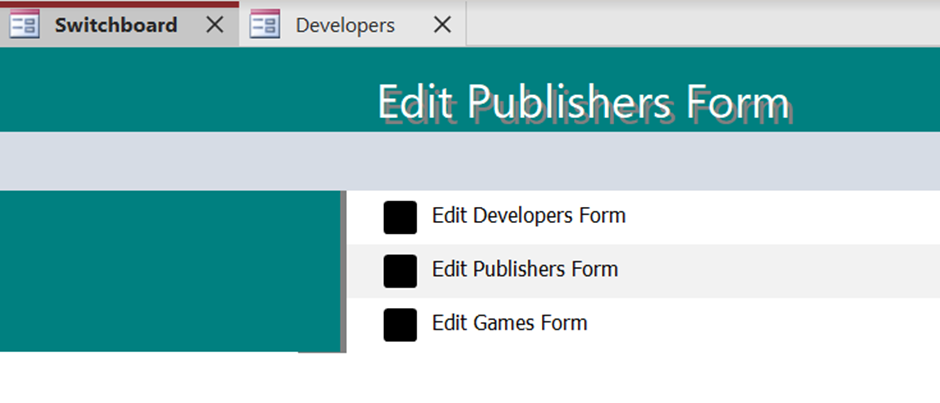 Switchboard Developers
Edit Publishers Form
Edit Developers Form
Edit Publishers Form
Edit Games Form